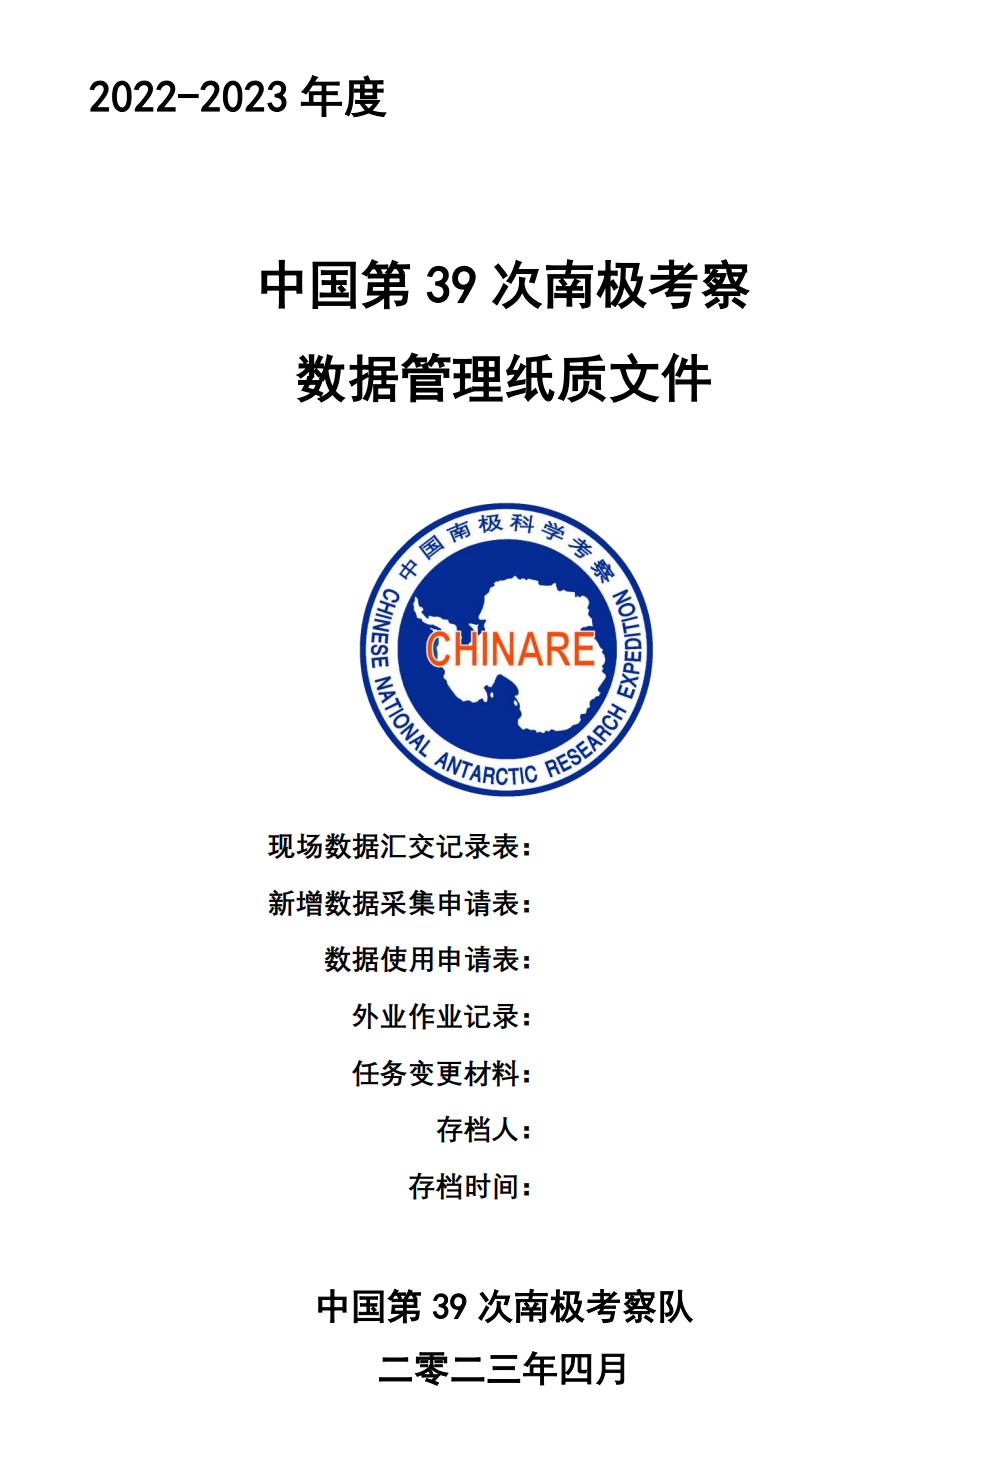 2022-2023 年度
中国第 39 次南极考察
数据管理纸质文件
中国南极科学考察
CHINARE
CHINESE NATIONAL ANTARCTIC RESEARCH EXPEDITION
现场数据汇交记录表：
新增数据采集申请表：
数据使用申请表：
外业作业记录：
任务变更材料：
存档人：
存档时间：
中国第 39 次南极考察队
二零二三年四月